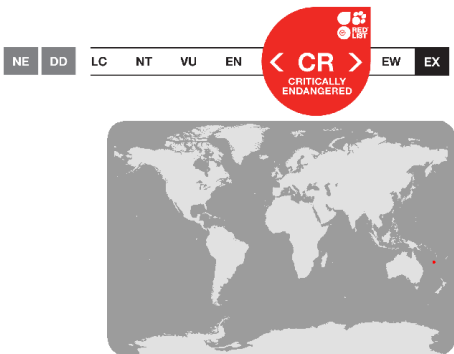 RED
LIST
NE DD LC NT VU EN < CR > EW EX
CRITICALLY
ENDANGERED